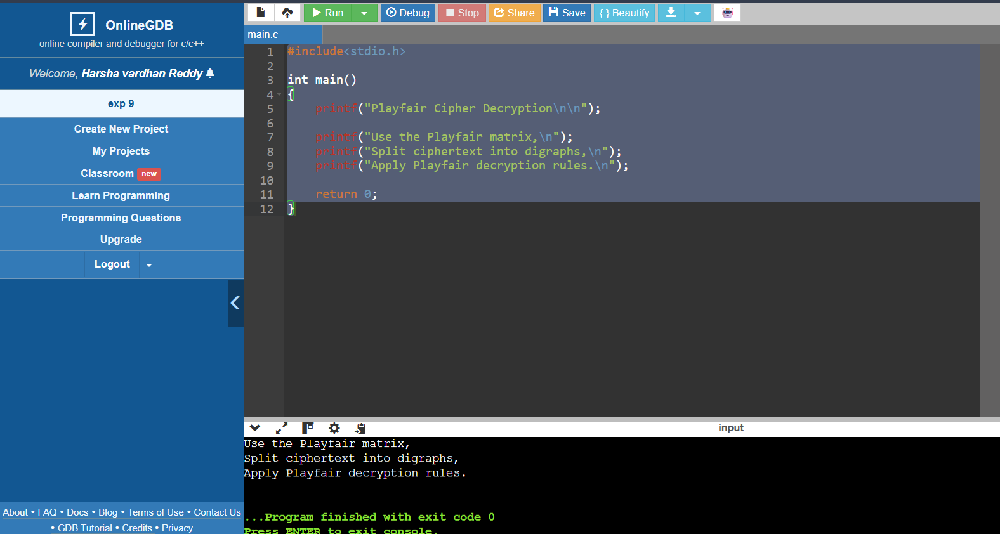 OnlineGDB
online compiler and debugger for c/c++
Welcome, Harsha vardhan Reddy
exp 9
Create New Project
My Projects
Classroom new
Learn Programming
Programming Questions
Upgrade
Logout
About • FAQ • Docs • Blog • Terms of Use • Contact Us
• GDB Tutorial • Credits • Privacy
Run Debug Stop Share Save { } Beautify
main.c
1 #include<stdio.h>
2
3 int main()
4 {
5     printf("Playfair Cipher Decryption\n\n");
6
7     printf("Use the Playfair matrix,\n");
8     printf("Split ciphertext into digraphs,\n");
9     printf("Apply Playfair decryption rules.\n");
10
11     return 0;
12 }
input
Use the Playfair matrix,
Split ciphertext into digraphs,
Apply Playfair decryption rules.
...Program finished with exit code 0
Press ENTER to exit console.